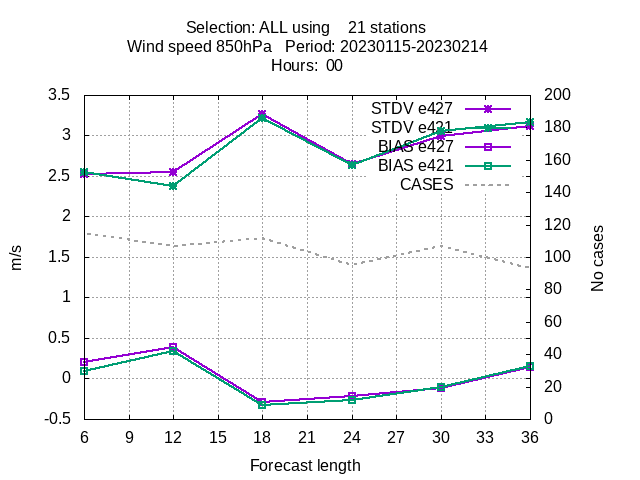 Selection: ALL using    21 stations
Wind speed 850hPa   Period: 20230115-20230214
Hours:  00
3.5
3
2.5
2
1.5
1
0.5
0
-0.5
m/s
STDV e427
STDV e421
BIAS e427
BIAS e421
CASES
200
180
160
140
120
100
80
60
40
20
0
No cases
6 9 12 15 18 21 24 27 30 33 36
Forecast length